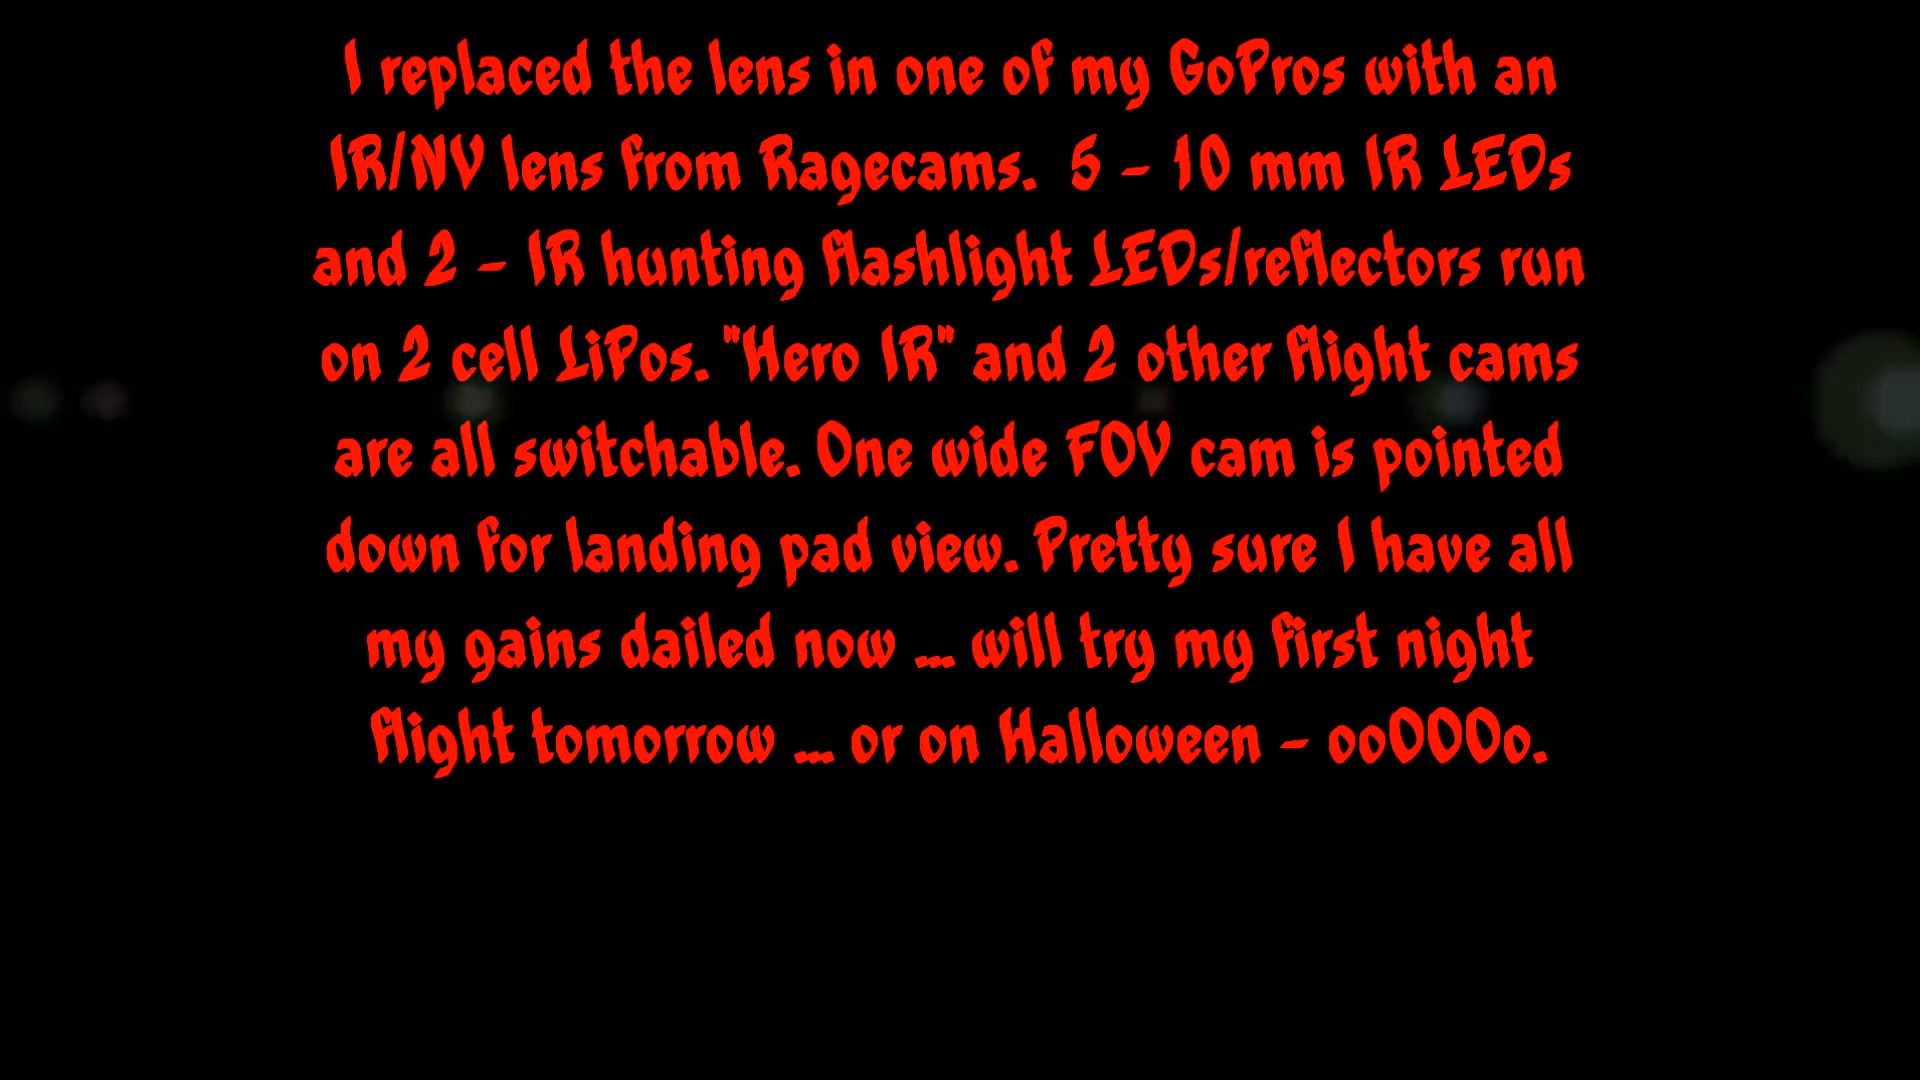 I replaced the lens in one of my GoPros with an
IR/NV lens from Ragecams.  5 - 10 mm IR LEDs
and 2 - IR hunting flashlight LEDs/reflectors run
on 2 cell LiPos. "Hero IR" and 2 other flight cams
are all switchable. One wide FOV cam is pointed
down for landing pad view. Pretty sure I have all
my gains dailed now ... will try my first night
flight tomorrow ... or on Halloween - ooOOOo.